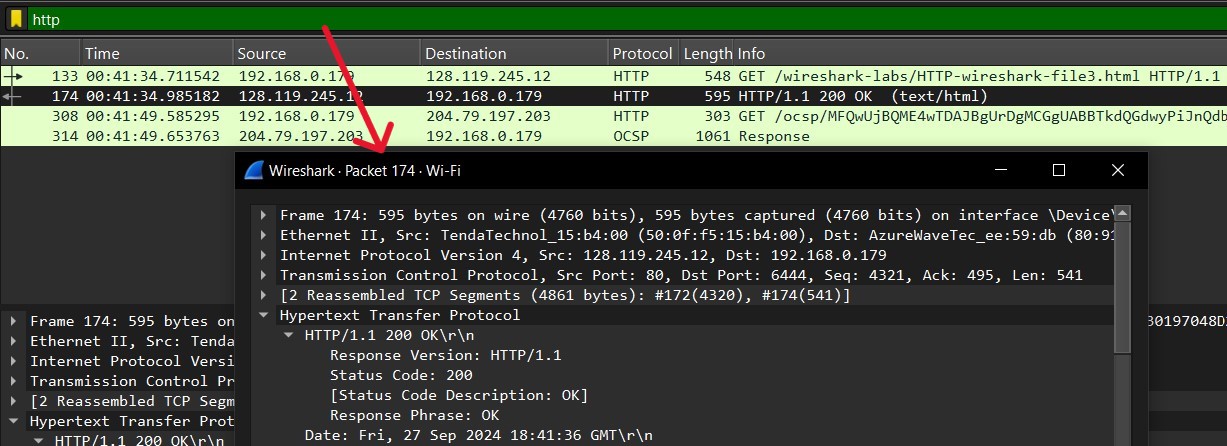 http
No. Time Source Destination Protocol Length Info
133 00:41:34.711542 192.168.0.179 128.119.245.12 HTTP 548 GET /wireshark-labs/HTTP-wireshark-file3.html HTTP/1.1
174 00:41:34.985182 128.119.245.12 192.168.0.179 HTTP 595 HTTP/1.1 200 OK (text/html)
308 00:41:49.585295 192.168.0.179 204.79.197.203 HTTP 303 GET /ocsp/MFQwUjBQME4wTDAJBgUrDgMCGgUABBTkdQGdwyPiJnQdb
314 00:41:49.653763 204.79.197.203 192.168.0.179 OCSP 1061 Response
Wireshark · Packet 174 · Wi-Fi
Frame 174: 595 bytes on wire (4760 bits), 595 bytes captured (4760 bits) on interface \Device\
Ethernet II, Src: TendaTechnol_15:b4:00 (50:0f:f5:15:b4:00), Dst: AzureWaveTec_ee:59:db (80:91
Internet Protocol Version 4, Src: 128.119.245.12, Dst: 192.168.0.179
Transmission Control Protocol, Src Port: 80, Dst Port: 6444, Seq: 4321, Ack: 495, Len: 541
[2 Reassembled TCP Segments (4861 bytes): #172(4320), #174(541)]
Hypertext Transfer Protocol
HTTP/1.1 200 OK\r\n
Response Version: HTTP/1.1
Status Code: 200
[Status Code Description: OK]
Response Phrase: OK
Date: Fri, 27 Sep 2024 18:41:36 GMT\r\n
Frame 174: 595 bytes on
Ethernet II, Src: Tenda
Internet Protocol Versi
Transmission Control Pr
[2 Reassembled TCP Segm
Hypertext Transfer Prot
HTTP/1.1 200 OK\r\n